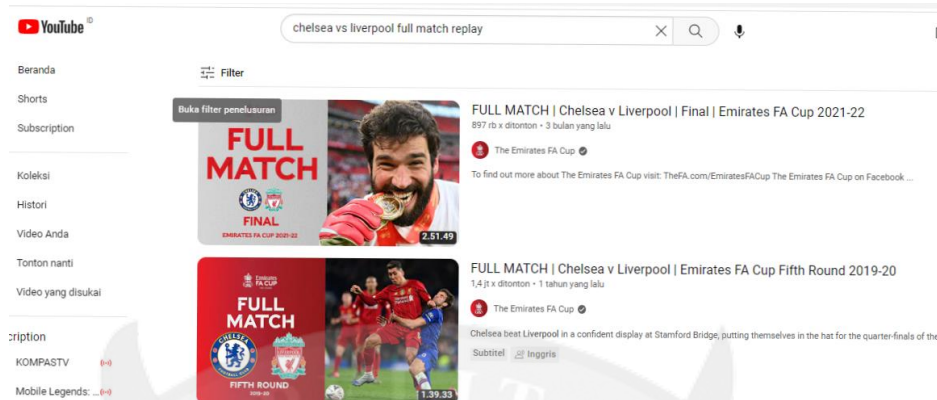 YouTube ID
chelsea vs liverpool full match replay
Beranda
Shorts
Subscription
Koleksi
Histori
Video Anda
Tonton nanti
Video yang disukai
cription
KOMPASTV
Mobile Legends: ...
Filter
Buka filter penelusuran
FULL
MATCH
FINAL
EMIRATES FA CUP 2021-22
2.51.49
FULL MATCH | Chelsea v Liverpool | Final | Emirates FA Cup 2021-22
897 rb x ditonton • 3 bulan yang lalu
The Emirates FA Cup
To find out more about The Emirates FA Cup visit: TheFA.com/EmiratesFACup The Emirates FA Cup on Facebook ...
Emirates
FA CUP
FULL
MATCH
FIFTH ROUND
2019-20
1.39.33
FULL MATCH | Chelsea v Liverpool | Emirates FA Cup Fifth Round 2019-20
1,4 jt x ditonton • 1 tahun yang lalu
The Emirates FA Cup
Chelsea beat Liverpool in a confident display at Stamford Bridge, putting themselves in the hat for the quarter-finals of the
Subtitel
Inggris